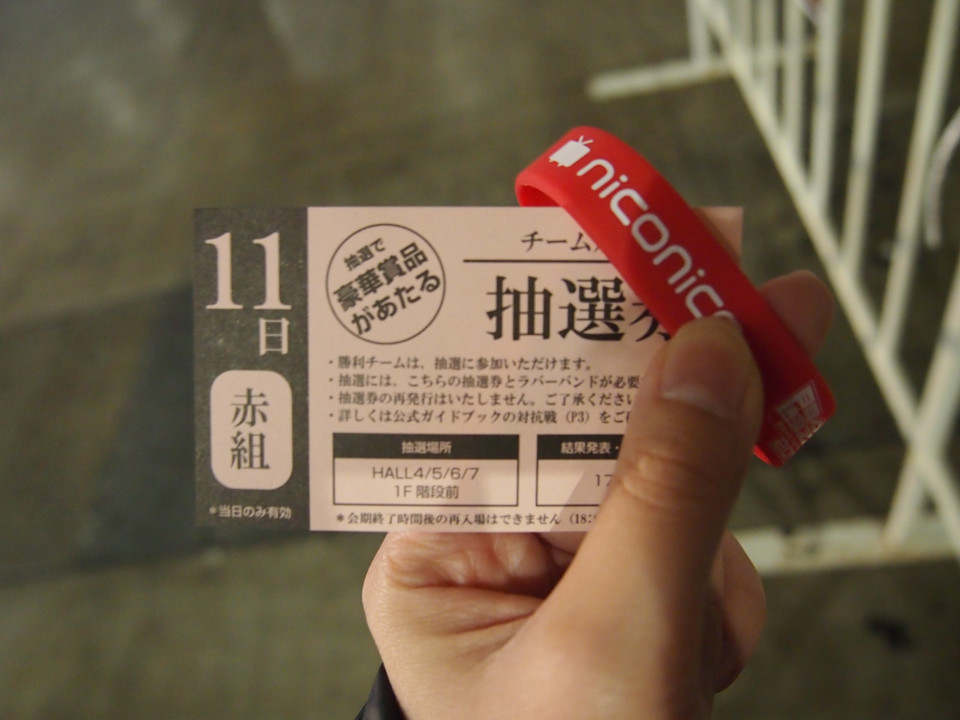 11
日
赤
組
*当日のみ有効
抽選で
豪華賞品
があたる
チーム
抽選
・勝利チームは、抽選に参加いただけます。
・抽選には、こちらの抽選券とラバーバンドが必要
・抽選券の再発行はいたしません。ご了承ください
・詳しくは公式ガイドブックの対抗戦（P3）をご
抽選場所
HALL4/5/6/7
1F 階段前
結果発表・
17
*会期終了時間後の再入場はできません（18:
niconico